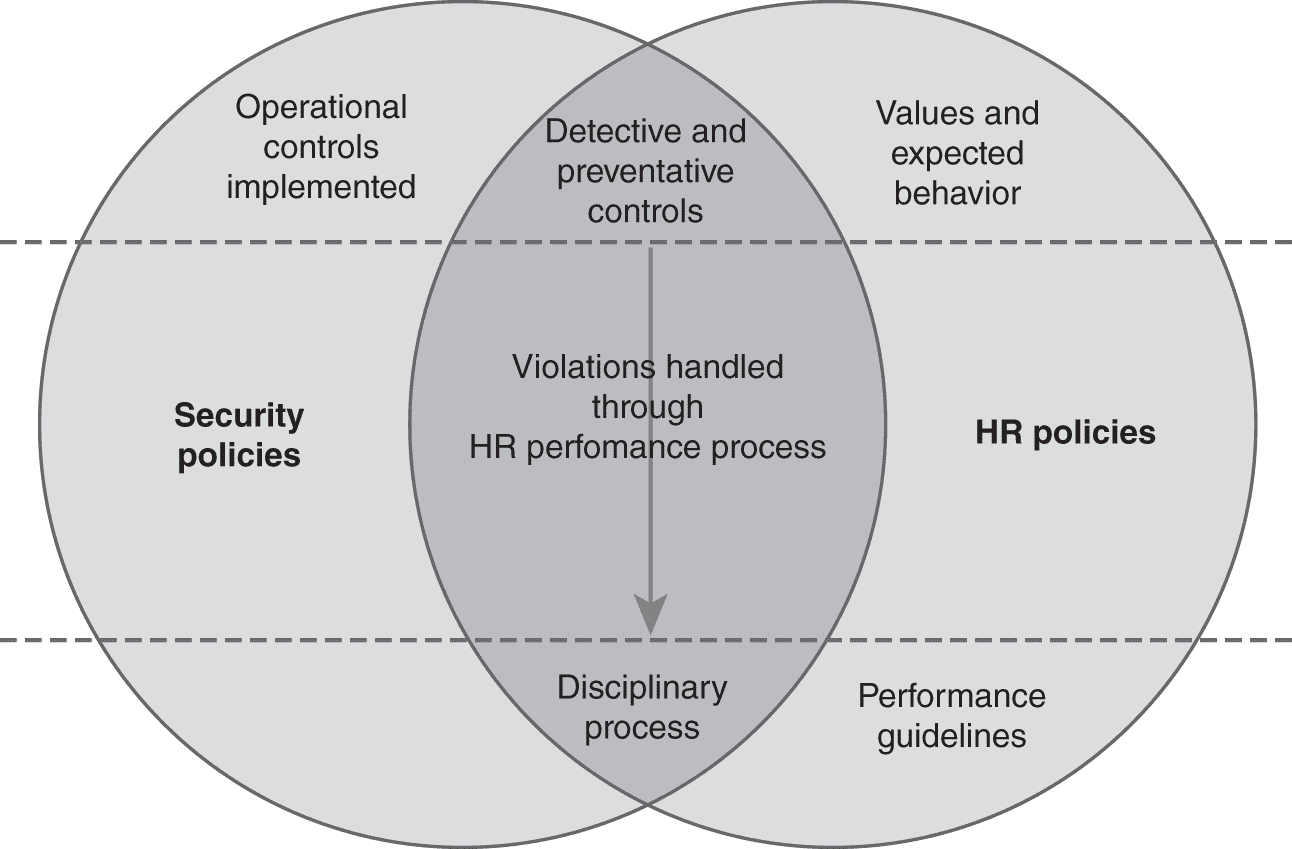 Operational
controls
implemented
Detective and
preventative
controls
Values and
expected
behavior
Security
policies
Violations handled
through
HR perfomance process
HR policies
Disciplinary
process
Performance
guidelines